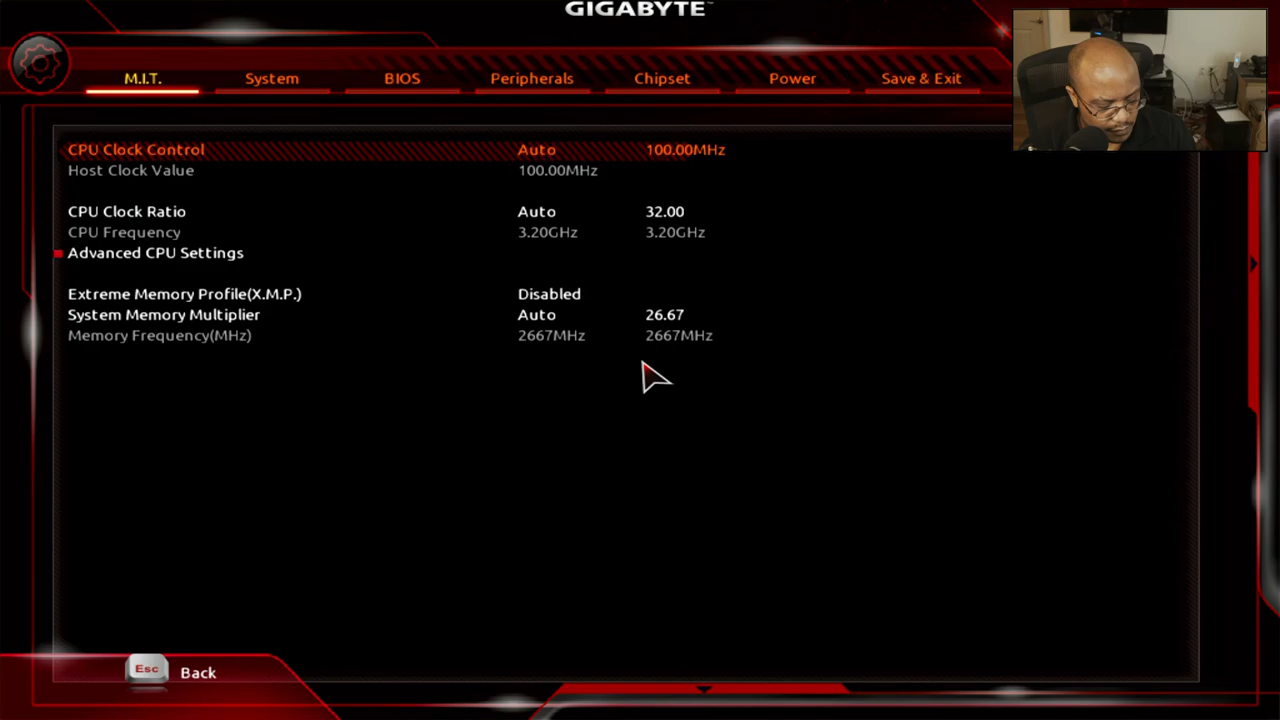 GIGABYTE™
M.I.T. System BIOS Peripherals Chipset Power Save & Exit
CPU Clock Control Auto 100.00MHz
Host Clock Value 100.00MHz
CPU Clock Ratio Auto 32.00
CPU Frequency 3.20GHz 3.20GHz
Advanced CPU Settings
Extreme Memory Profile(X.M.P.) Disabled
System Memory Multiplier Auto 26.67
Memory Frequency(MHz) 2667MHz 2667MHz
Esc Back